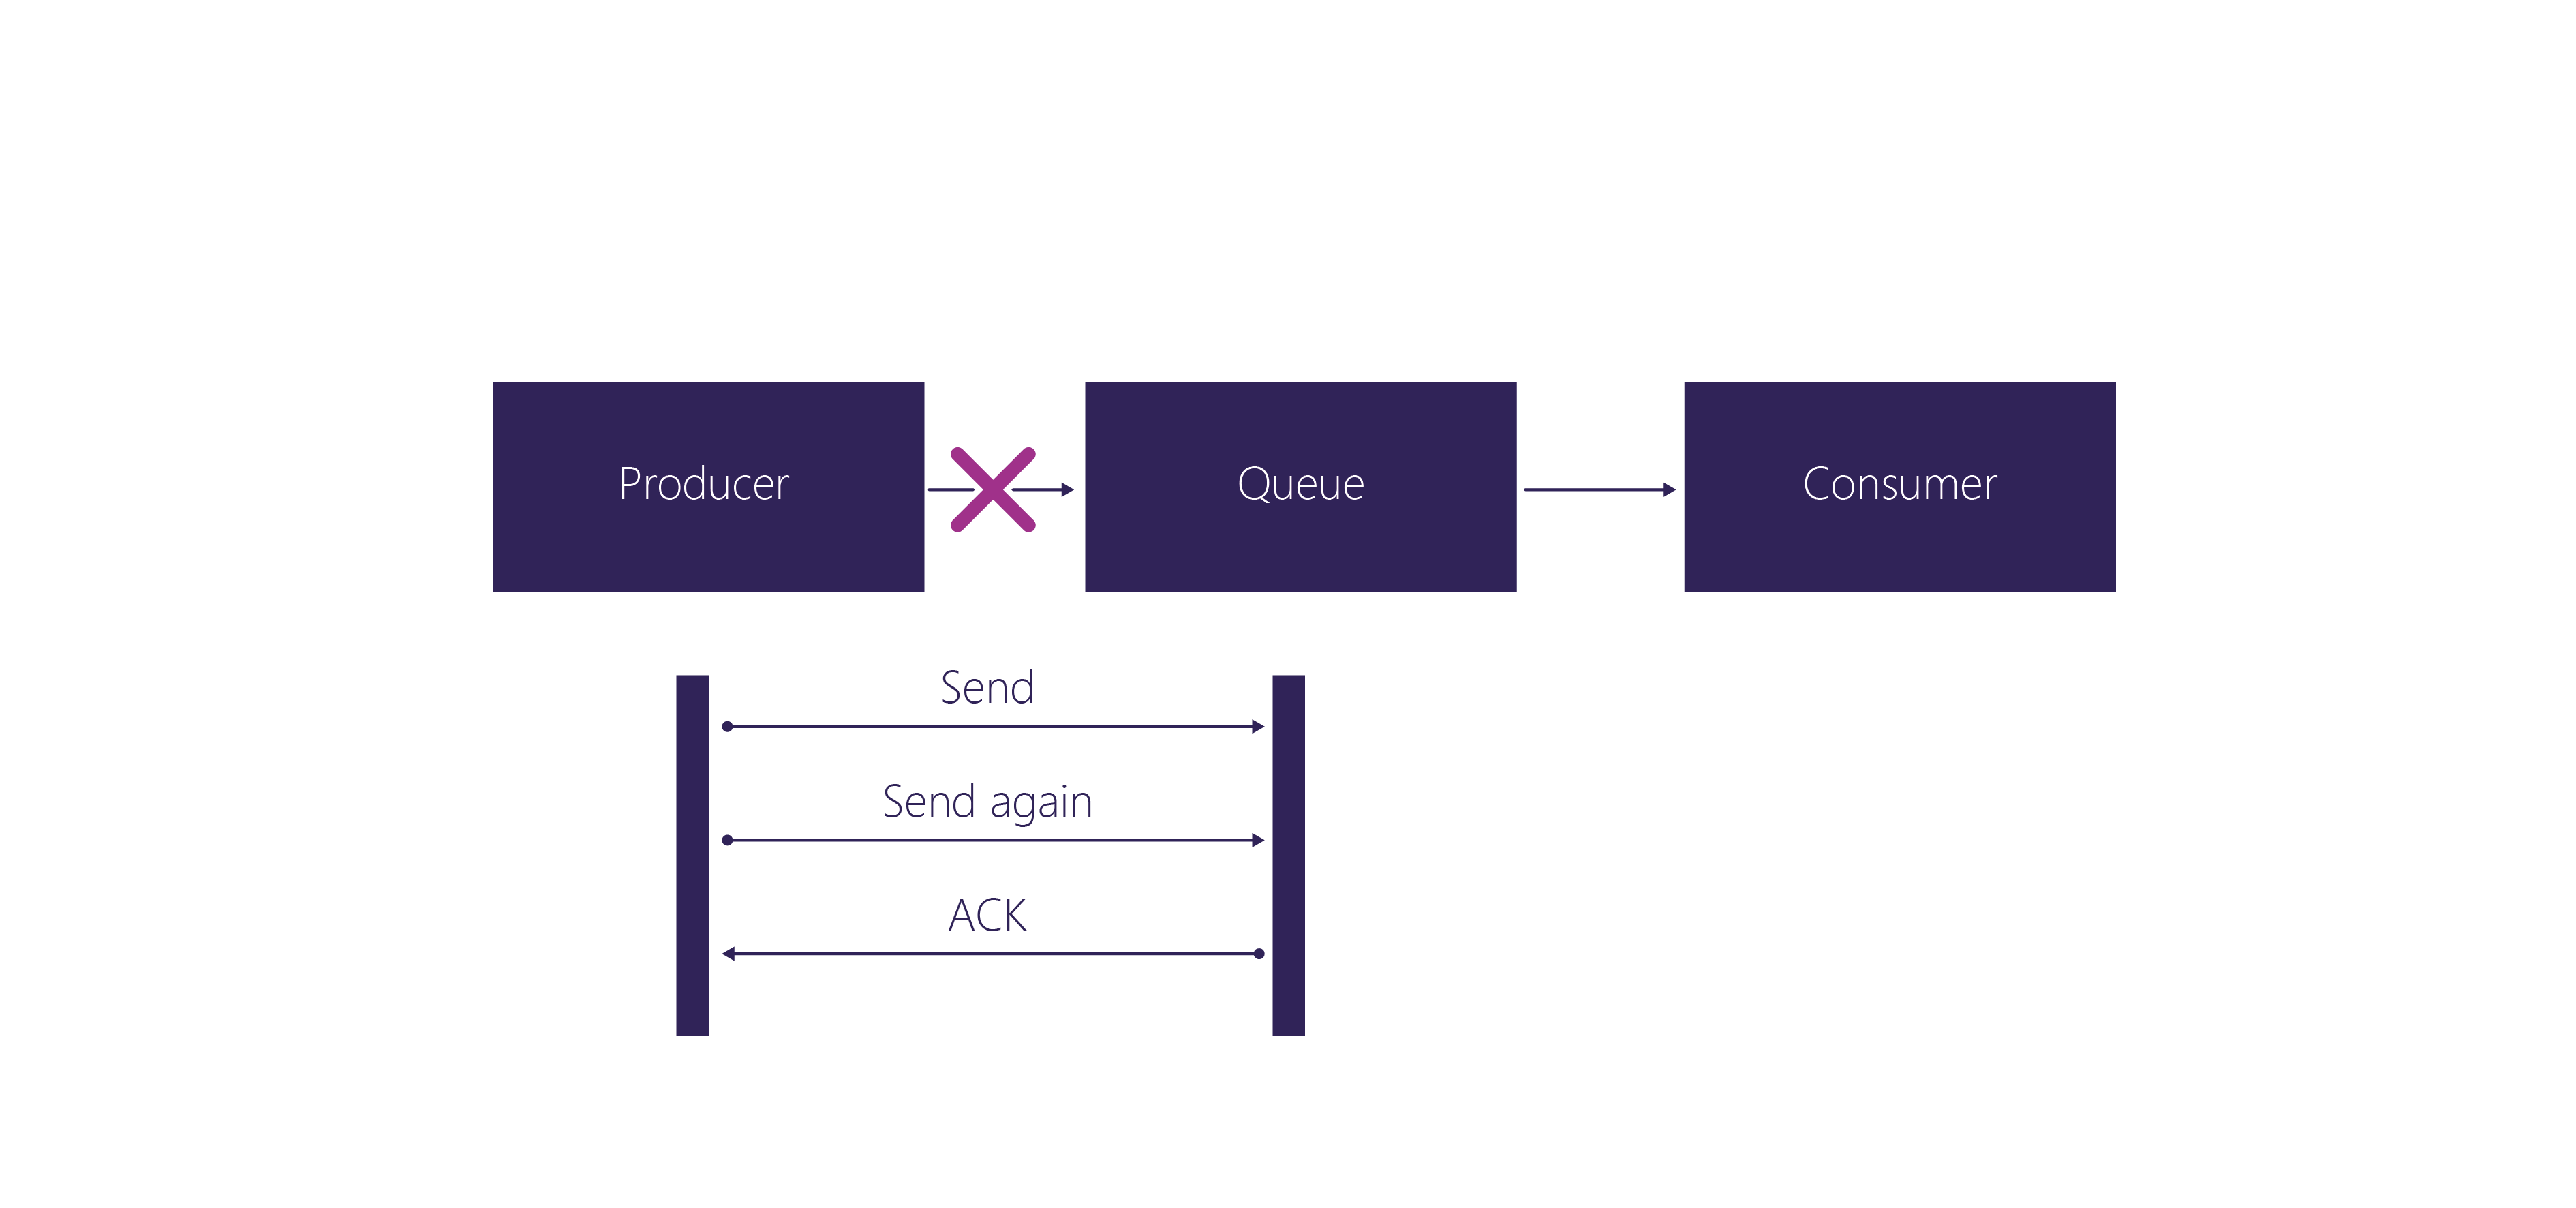 Producer
Queue
Consumer
Send
Send again
ACK